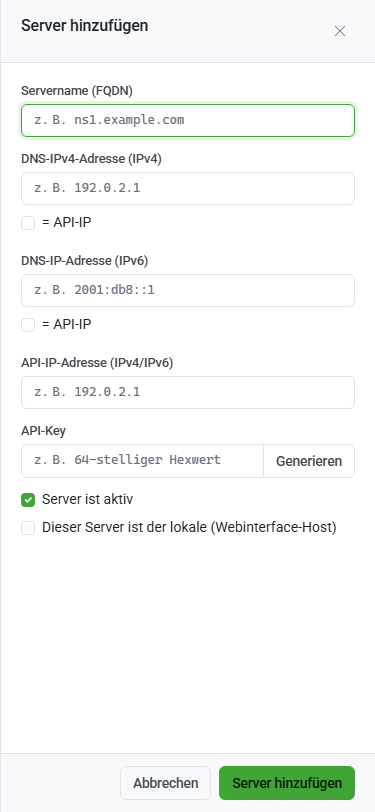 Server hinzufügen
Servername (FQDN)
z. B. ns1.example.com
DNS-IPv4-Adresse (IPv4)
z. B. 192.0.2.1
= API-IP
DNS-IP-Adresse (IPv6)
z. B. 2001:db8::1
= API-IP
API-IP-Adresse (IPv4/IPv6)
z. B. 192.0.2.1
API-Key
z. B. 64-stelliger Hexwert Generieren
Server ist aktiv
Dieser Server ist der lokale (Webinterface-Host)
Abbrechen Server hinzufügen